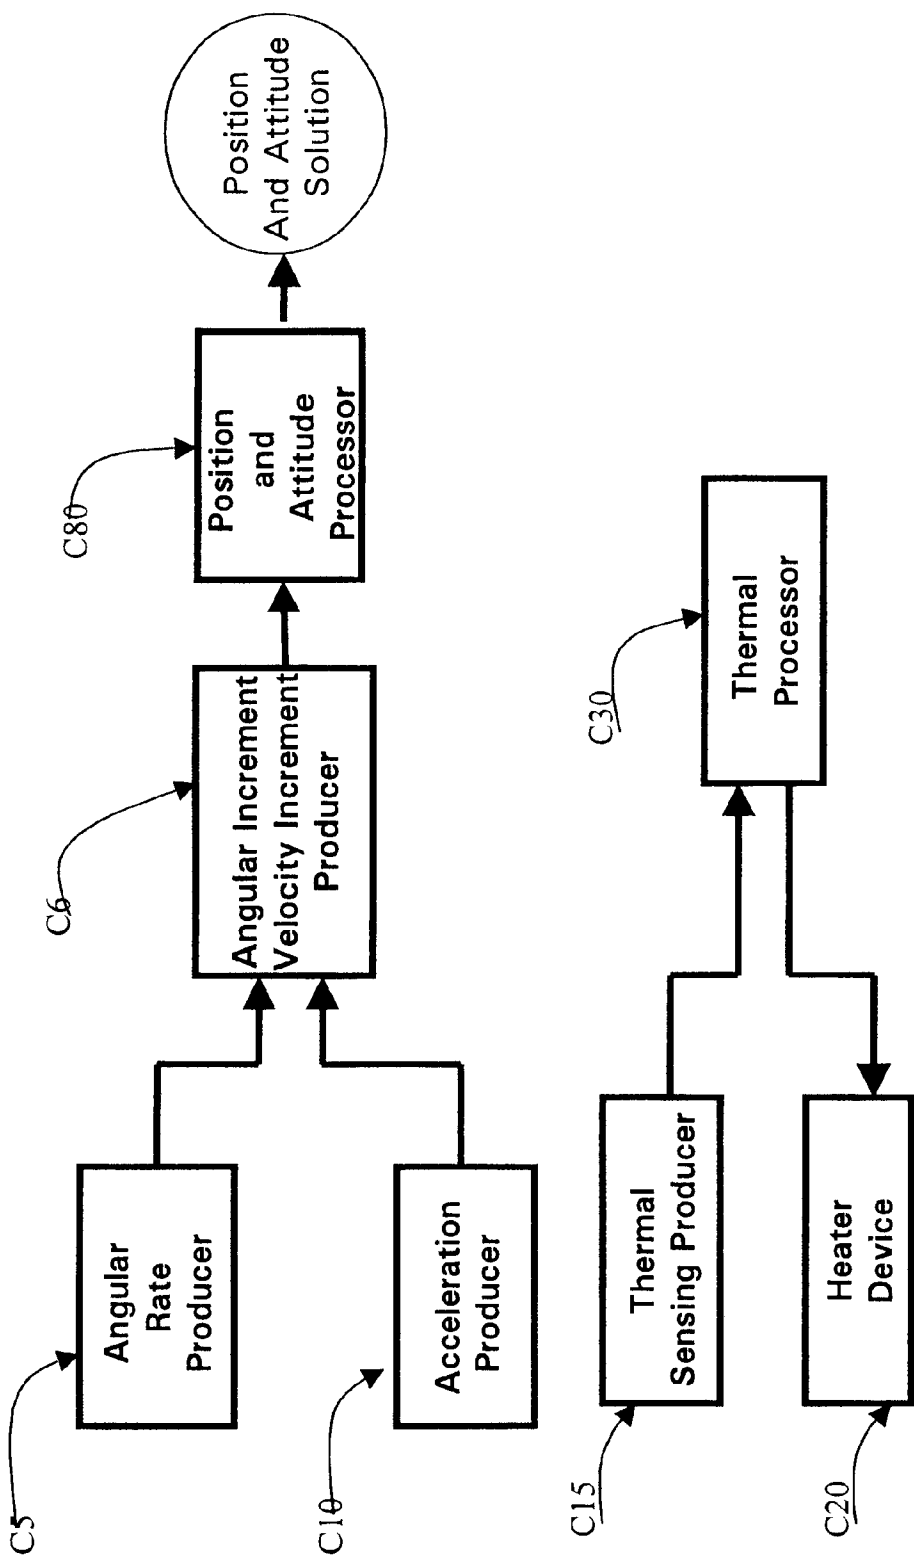 C5
Angular
Rate
Producer
C10
Acceleration
Producer
C6
Angular Increment
Velocity Increment
Producer
C80
Position
and
Attitude
Processor
Position
And Attitude
Solution
C15
Thermal
Sensing Producer
C20
Heater
Device
C30
Thermal
Processor